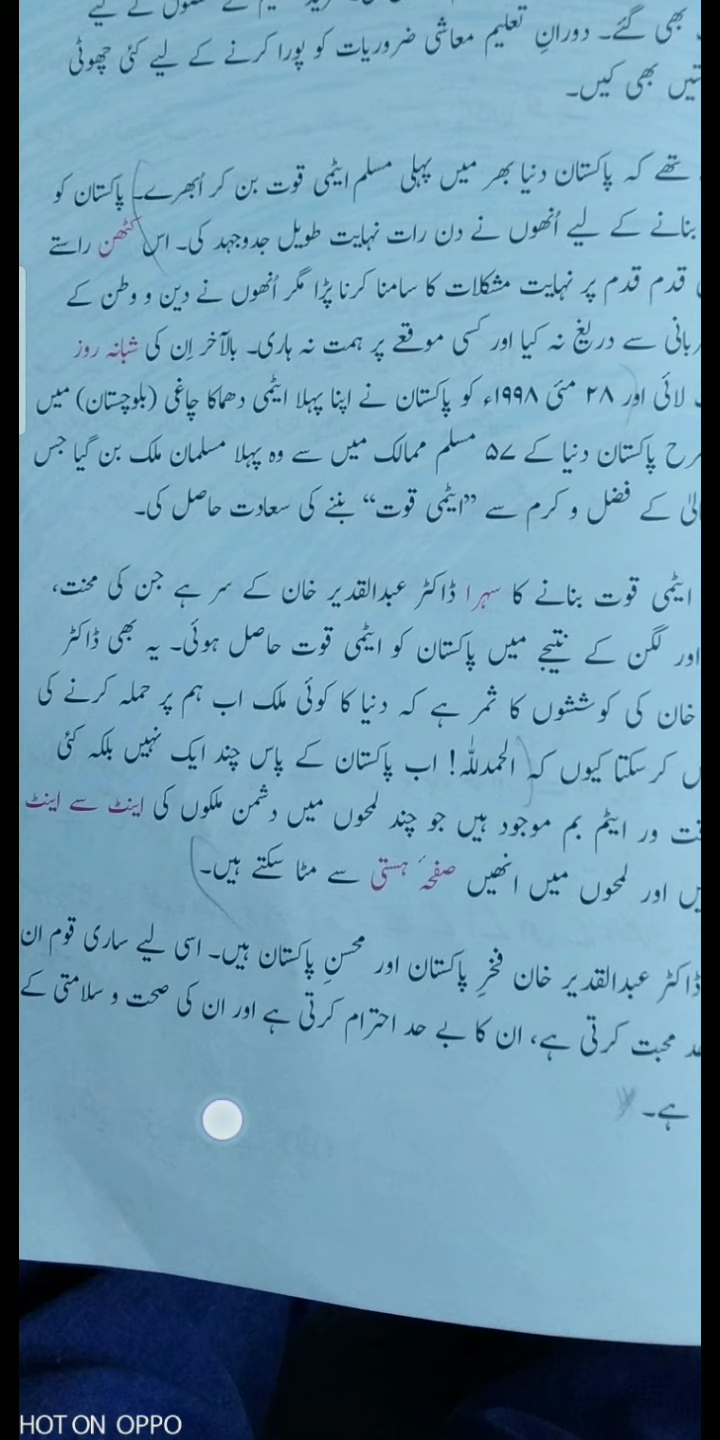 بھی گئے۔ دورانِ تعلیم معاشی ضروریات کو پورا کرنے کے لیے کئی چھوٹی
بھی کیں۔
تھے کہ پاکستان دنیا بھر میں پہلی مسلم ایٹمی قوت بن کر اُبھرے۔ پاکستان کو
بنانے کے لیے اُنھوں نے دن رات نہایت طویل جدوجہد کی۔ اس کٹھن راستے
قدم قدم پر نہایت مشکلات کا سامنا کرنا پڑا مگر اُنھوں نے دین و وطن کے
سے دریغ نہ کیا اور کسی موقعے پر ہمت نہ ہاری۔ بالآخر اِن کی شبانہ روز
لائی اور ۲۸ مئی ۱۹۹۸ء کو پاکستان نے اپنا پہلا ایٹمی دھماکا چاغی (بلوچستان) میں
پاکستان دنیا کے ۵۷ مسلم ممالک میں سے وہ پہلا مسلمان ملک بن گیا جس
کے فضل و کرم سے “ایٹمی قوت” بننے کی سعادت حاصل کی۔
ایٹمی قوت بنانے کا سہرا ڈاکٹر عبدالقدیر خان کے سر ہے جن کی محنت،
اور لگن کے نتیجے میں پاکستان کو ایٹمی قوت حاصل ہوئی۔ یہ بھی ڈاکٹر
خان کی کوششوں کا ثمر ہے کہ دنیا کا کوئی ملک اب ہم پر حملہ کرنے کی
کر سکتا کیوں کہ الحمدللہ! اب پاکستان کے پاس چند ایک نہیں بلکہ کئی
ور ایٹم بم موجود ہیں جو چند لمحوں میں دشمن ملکوں کی اینٹ سے اینٹ
اور لمحوں میں انھیں صفحۂ ہستی سے مٹا سکتے ہیں۔
ڈاکٹر عبدالقدیر خان فخرِ پاکستان اور محسنِ پاکستان ہیں۔ اسی لیے ساری قوم ان
محبت کرتی ہے، ان کا بے حد احترام کرتی ہے اور ان کی صحت و سلامتی کے
ہے۔
SHOT ON OPPO